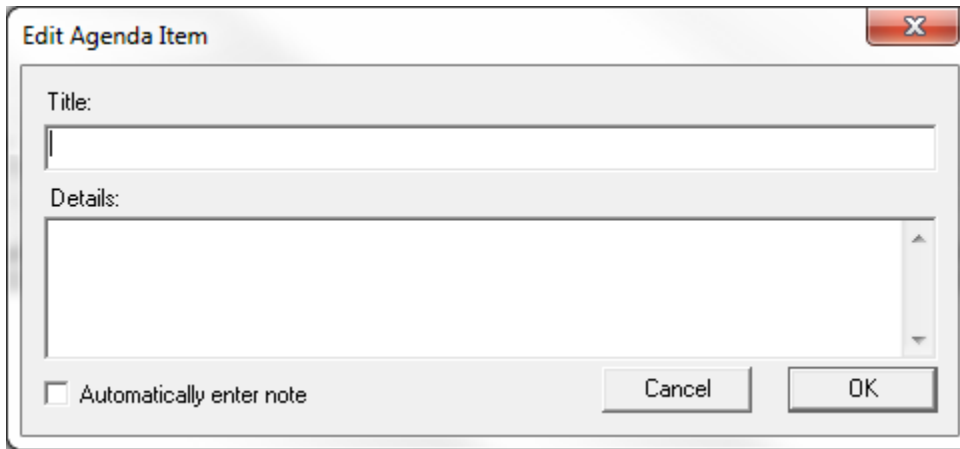 Edit Agenda Item
Title:
Details:
Automatically enter note
Cancel
OK